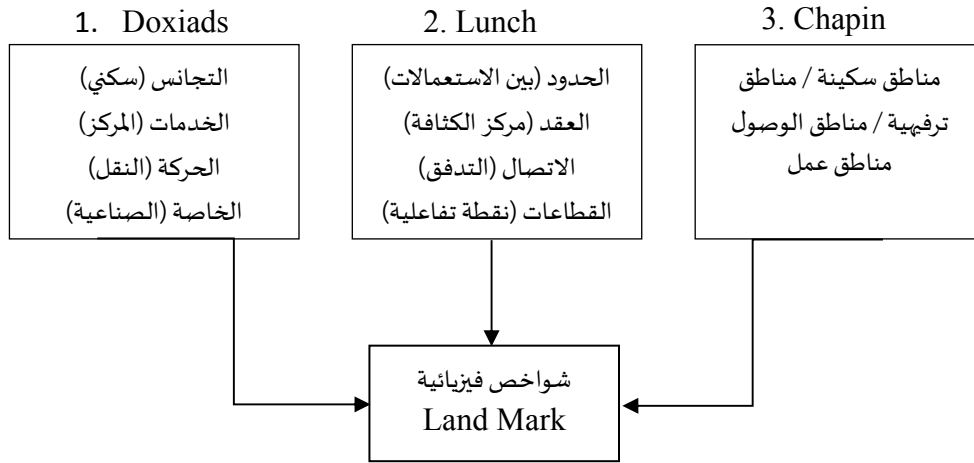 1. Doxiads
التجانس (سكني)
الخدمات (المركز)
الحركة (النقل)
الخاصة (الصناعية)
2. Lunch
الحدود (بين الاستعمالات)
العقد (مركز الكثافة)
الاتصال (التدفق)
القطاعات (نقطة تفاعلية)
3. Chapin
مناطق سكينة / مناطق
ترفيهية / مناطق الوصول
مناطق عمل
شواخص فيزيائية
Land Mark